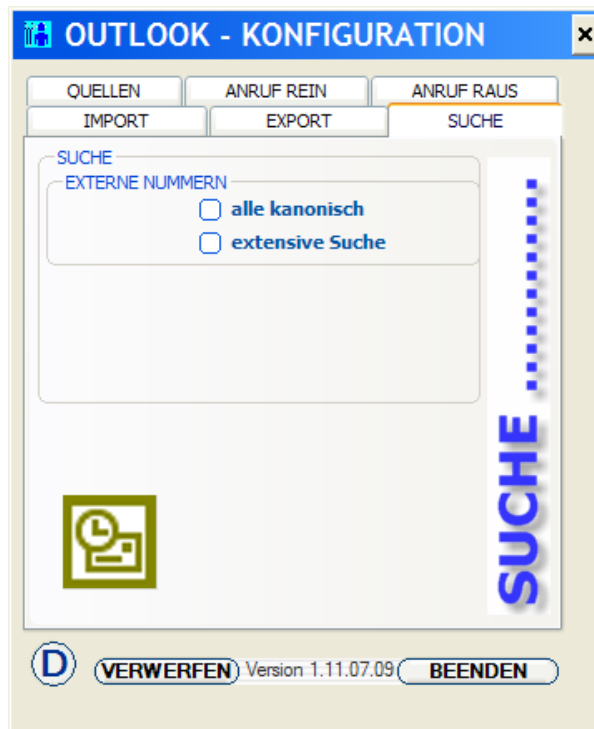 OUTLOOK - KONFIGURATION
QUELLEN ANRUF REIN ANRUF RAUS
IMPORT EXPORT SUCHE
SUCHE
EXTERNE NUMMERN
alle kanonisch
extensive Suche
SUCHE ..........
D VERWERFEN Version 1.11.07.09 BEENDEN